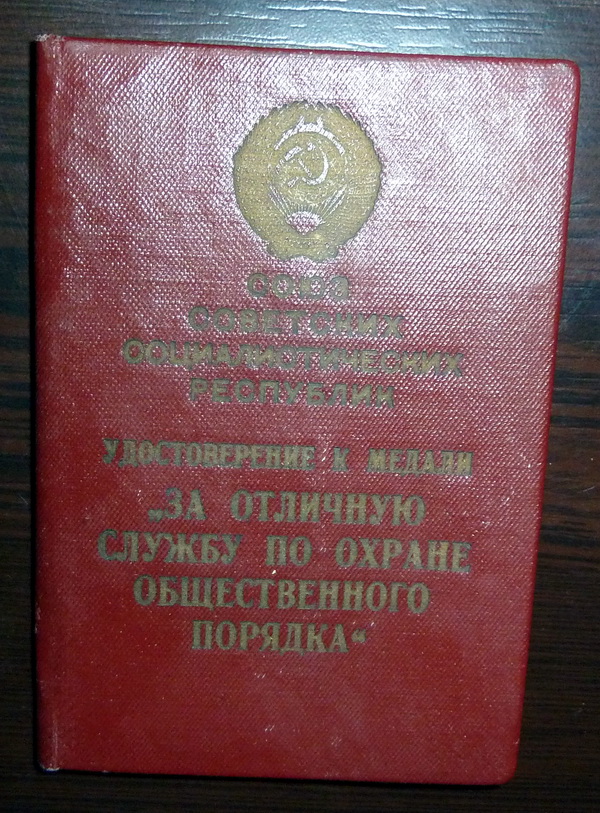 СОЮЗ
СОВЕТСКИХ
СОЦИАЛИСТИЧЕСКИХ
РЕСПУБЛИК
УДОСТОВЕРЕНИЕ К МЕДАЛИ
„ЗА ОТЛИЧНУЮ
СЛУЖБУ ПО ОХРАНЕ
ОБЩЕСТВЕННОГО
ПОРЯДКА“